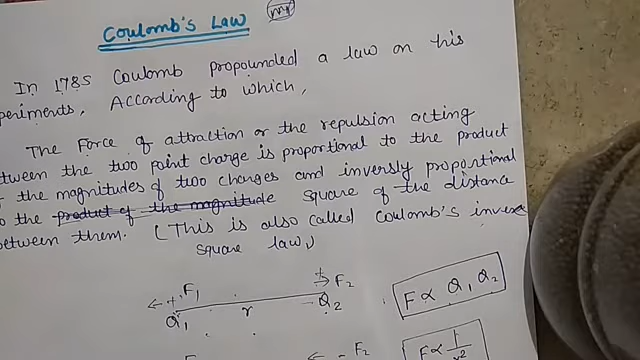 Coulomb's Law
In 1785 Coulomb propounded a law on his
periments. According to which,
The Force of attraction or the repulsion acting
tween the two point charge is proportional to the product
the magnitudes of two charges and inversly proportional
o the product of the magnitude square of the distance
between them. (This is also called Coulomb's inverse
square law)
← + F₁ r + → F₂
Q₁ Q₂
F ∝ Q₁ Q₂
← - F₂
F ∝ 1/r²